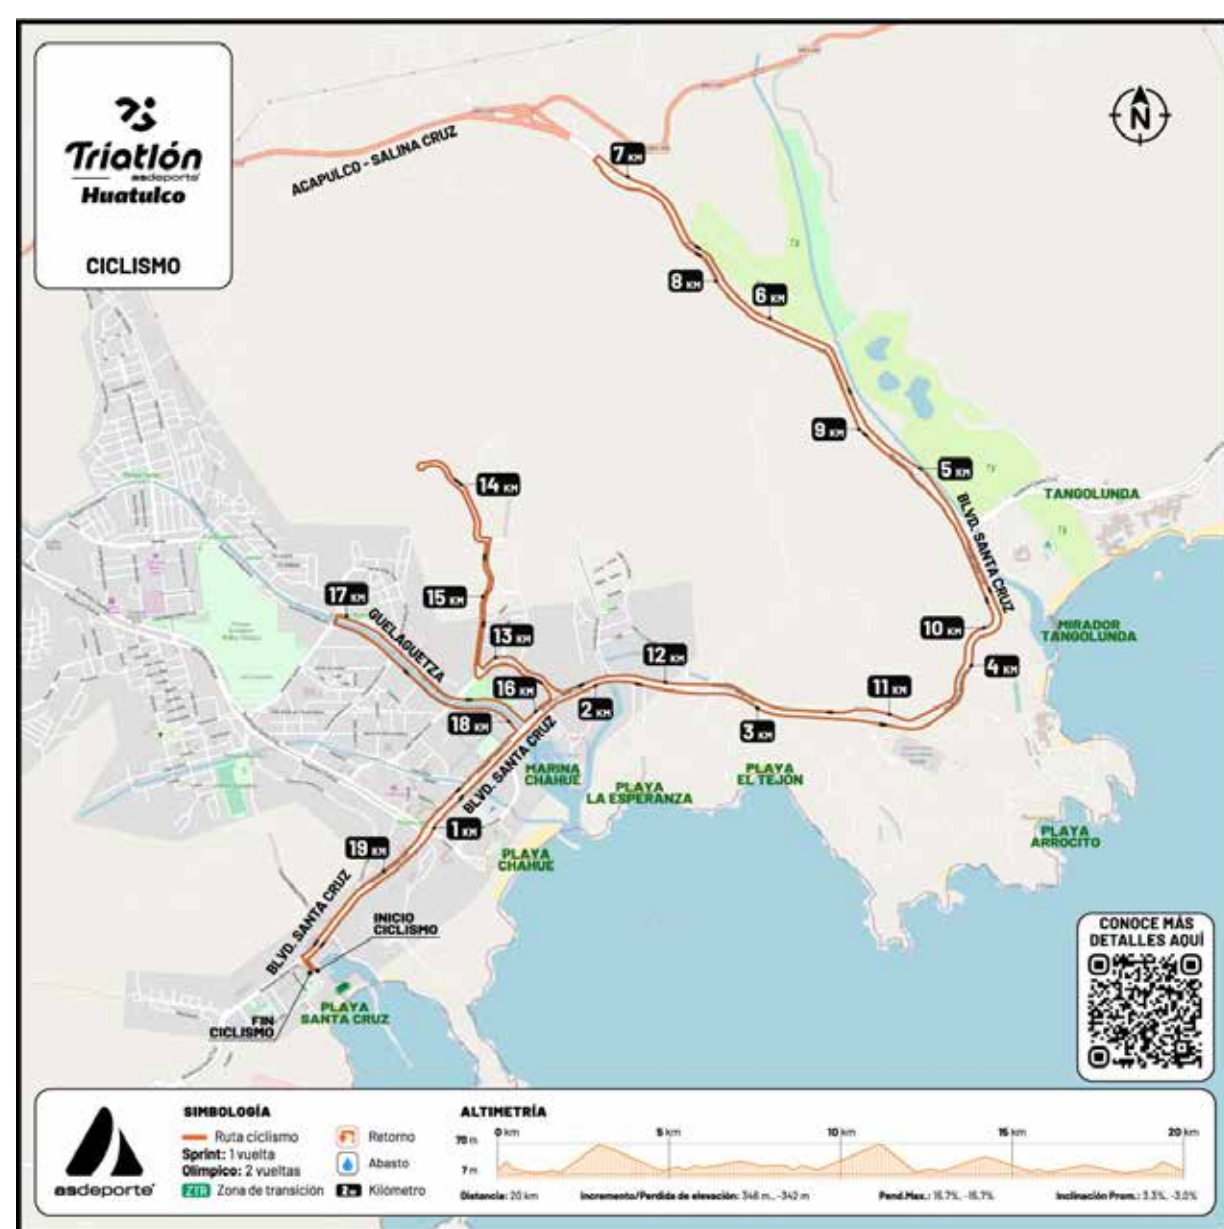 Triatlón
asdeporte
Huatulco
CICLISMO
ACAPULCO - SALINA CRUZ
N
7 KM
8 KM
6 KM
9 KM
5 KM
14 KM
TANGOLUNDA
BLVD. SANTA CRUZ
17 KM
15 KM
GUELAGUETZA
13 KM
10 KM
MIRADOR
TANGOLUNDA
12 KM
4 KM
16 KM
11 KM
2 KM
18 KM
3 KM
BLVD. SANTA CRUZ
MARINA
CHAHUE
PLAYA
EL TEJÓN
PLAYA
LA ESPERANZA
1 KM
PLAYA
ARROCITO
19 KM
PLAYA
CHAHUE
BLVD. SANTA CRUZ
INICIO
CICLISMO
CONOCE MÁS
DETALLES AQUÍ
PLAYA
SANTA CRUZ
FIN
CICLISMO
SIMBOLOGÍA
Ruta ciclismo
Sprint: 1 vuelta
Olímpico: 2 vueltas
ZTR Zona de transición
Retorno
Abasto
2 KM Kilómetro
asdeporte
ALTIMETRÍA
0 km 5 km 10 km 15 km 20 km
70 m
7 m
Distancia: 20 km Incremento/Perdida de elevación: 346 m., -342 m Pend.Max.: 15.7%, -15.7% Inclinación Prom.: 3.3%, -3.0%